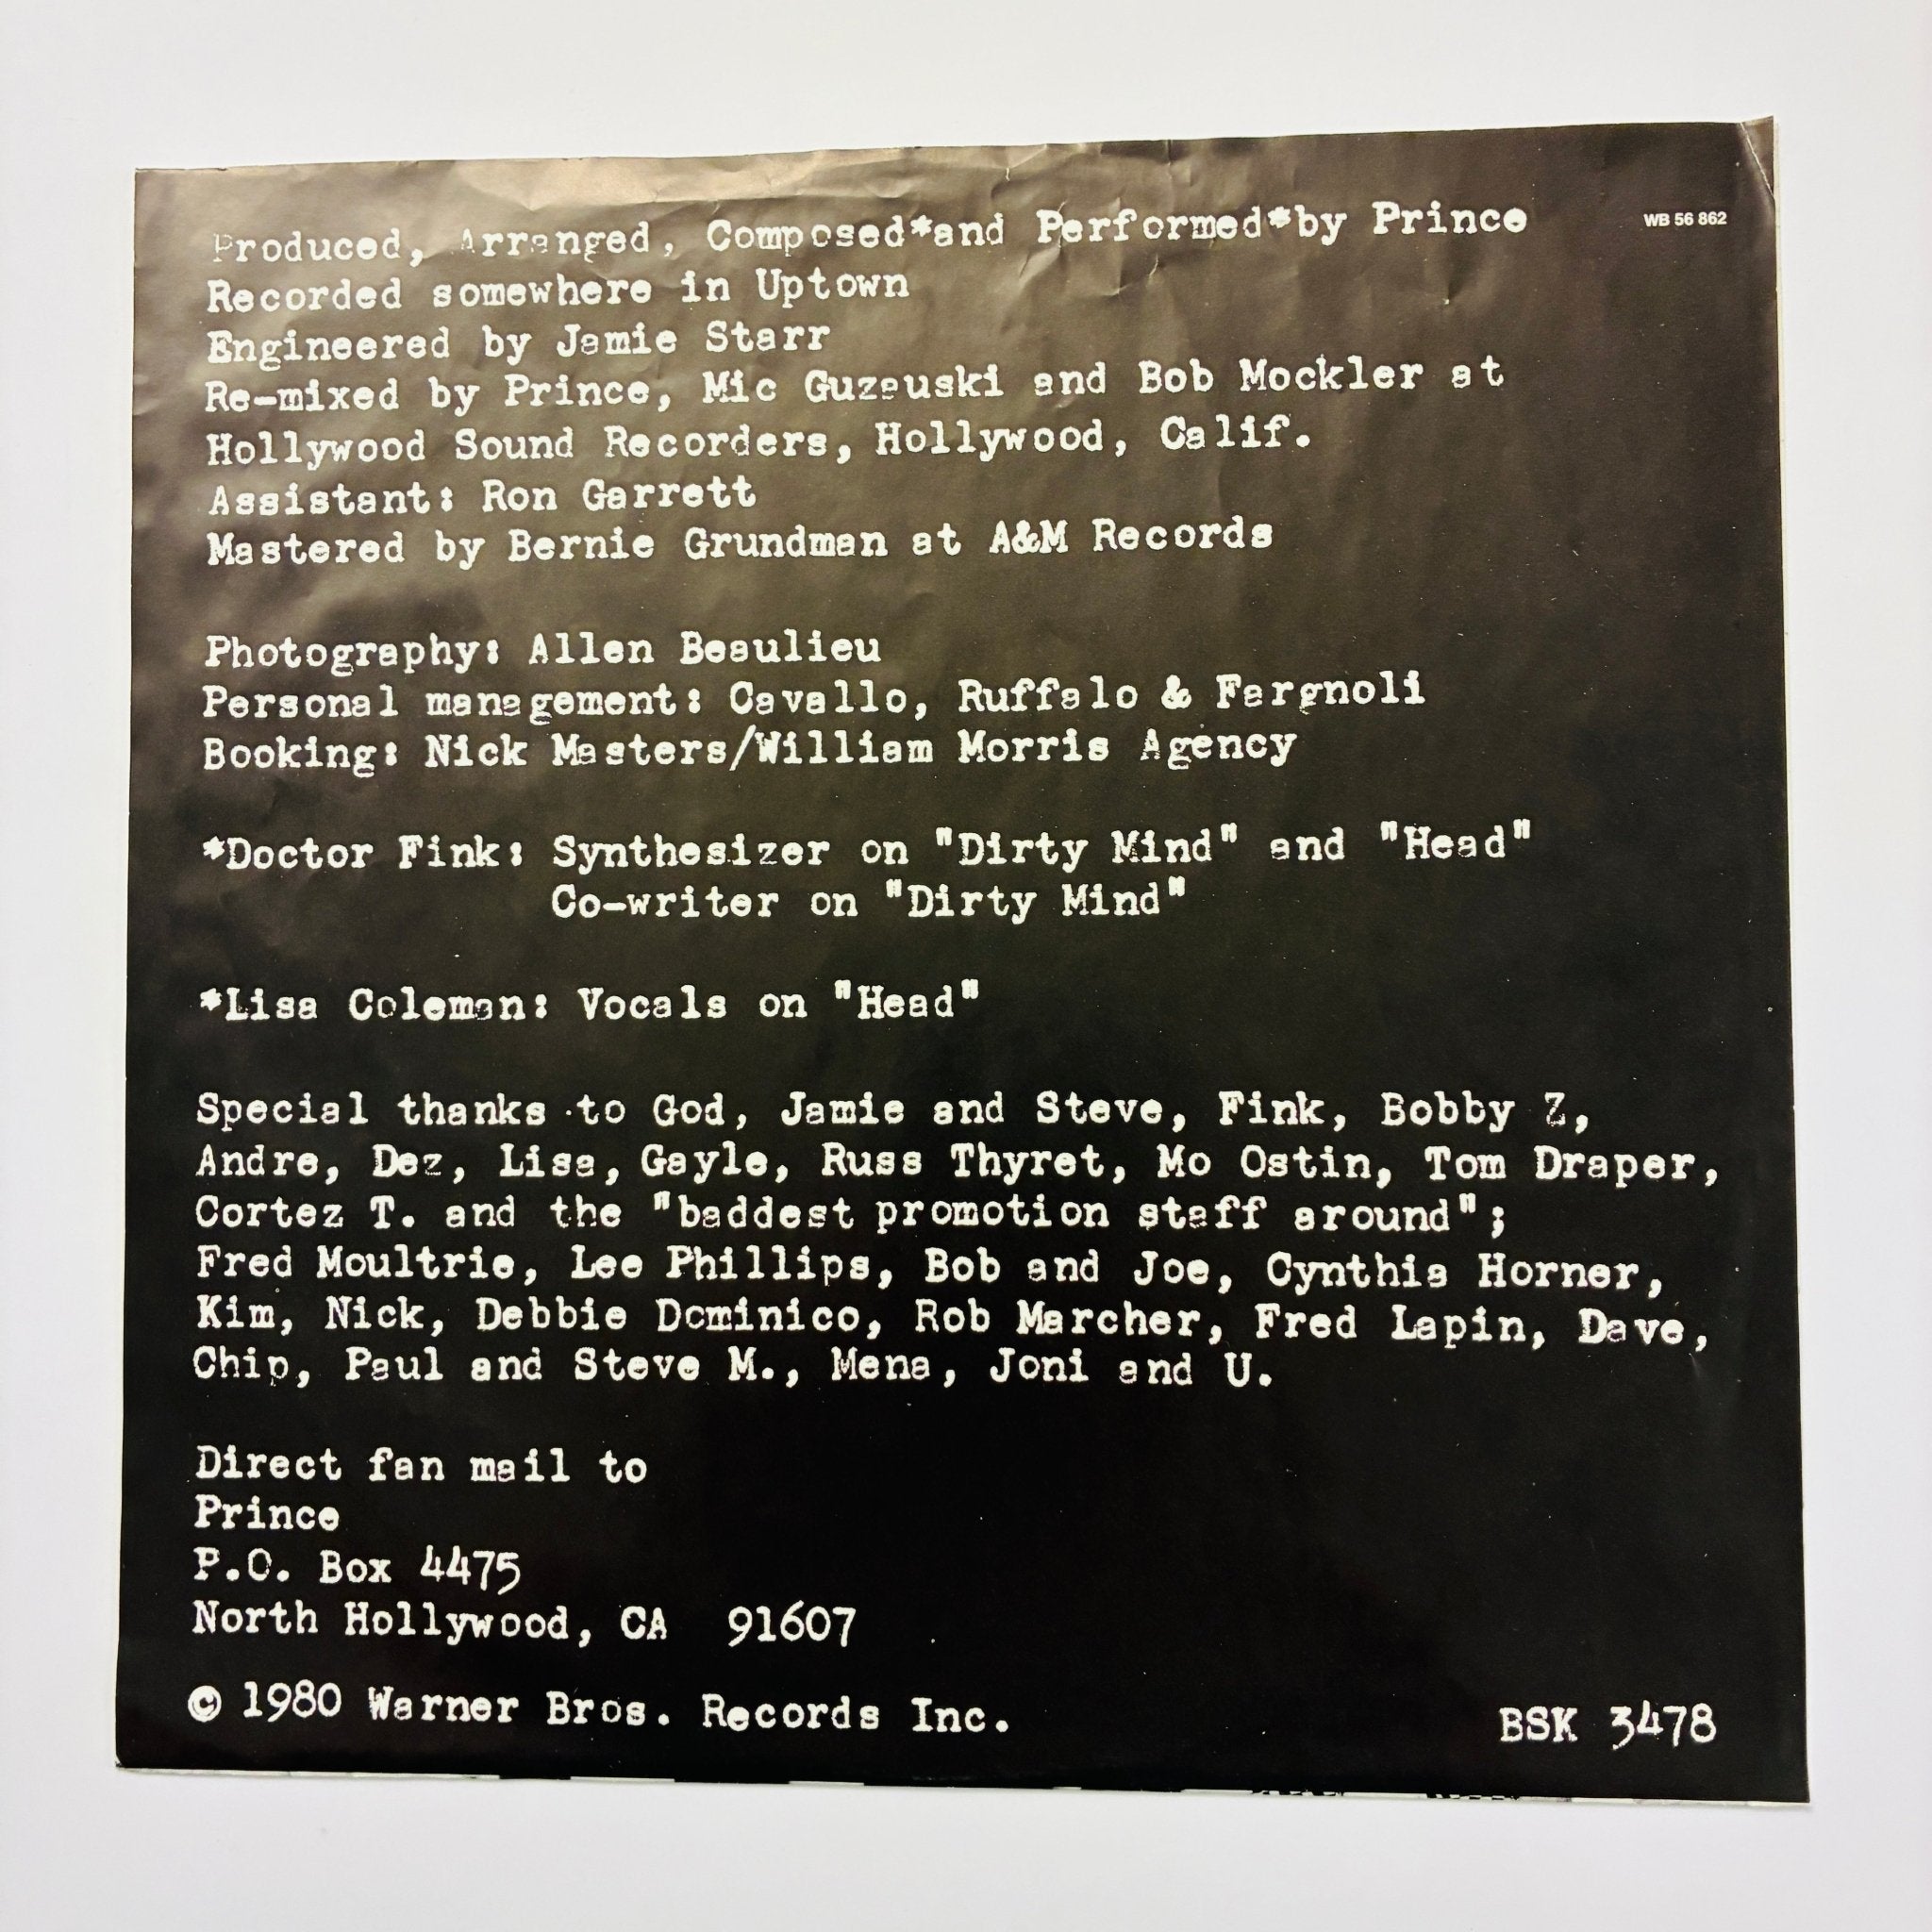 Produced, Arranged, Composed*and Performed*by Prince
WB 56 862
Recorded somewhere in Uptown
Engineered by Jamie Starr
Re-mixed by Prince, Mic Guzauski and Bob Mockler at
Hollywood Sound Recorders, Hollywood, Calif.
Assistant: Ron Garrett
Mastered by Bernie Grundman at A&M Records
Photography: Allen Beaulieu
Personal management: Cavallo, Ruffalo & Fargnoli
Booking: Nick Masters/William Morris Agency
*Doctor Fink: Synthesizer on "Dirty Mind" and "Head"
Co-writer on "Dirty Mind"
*Lisa Coleman: Vocals on "Head"
Special thanks to God, Jamie and Steve, Fink, Bobby Z,
Andre, Dez, Lisa, Gayle, Russ Thyret, Mo Ostin, Tom Draper,
Cortez T. and the "baddest promotion staff around";
Fred Moultrie, Lee Phillips, Bob and Joe, Cynthia Horner,
Kim, Nick, Debbie Dominico, Rob Marcher, Fred Lapin, Dave,
Chip, Paul and Steve M., Mena, Joni and U.
Direct fan mail to
Prince
P.O. Box 4475
North Hollywood, CA 91607
© 1980 Warner Bros. Records Inc.
BSK 3478